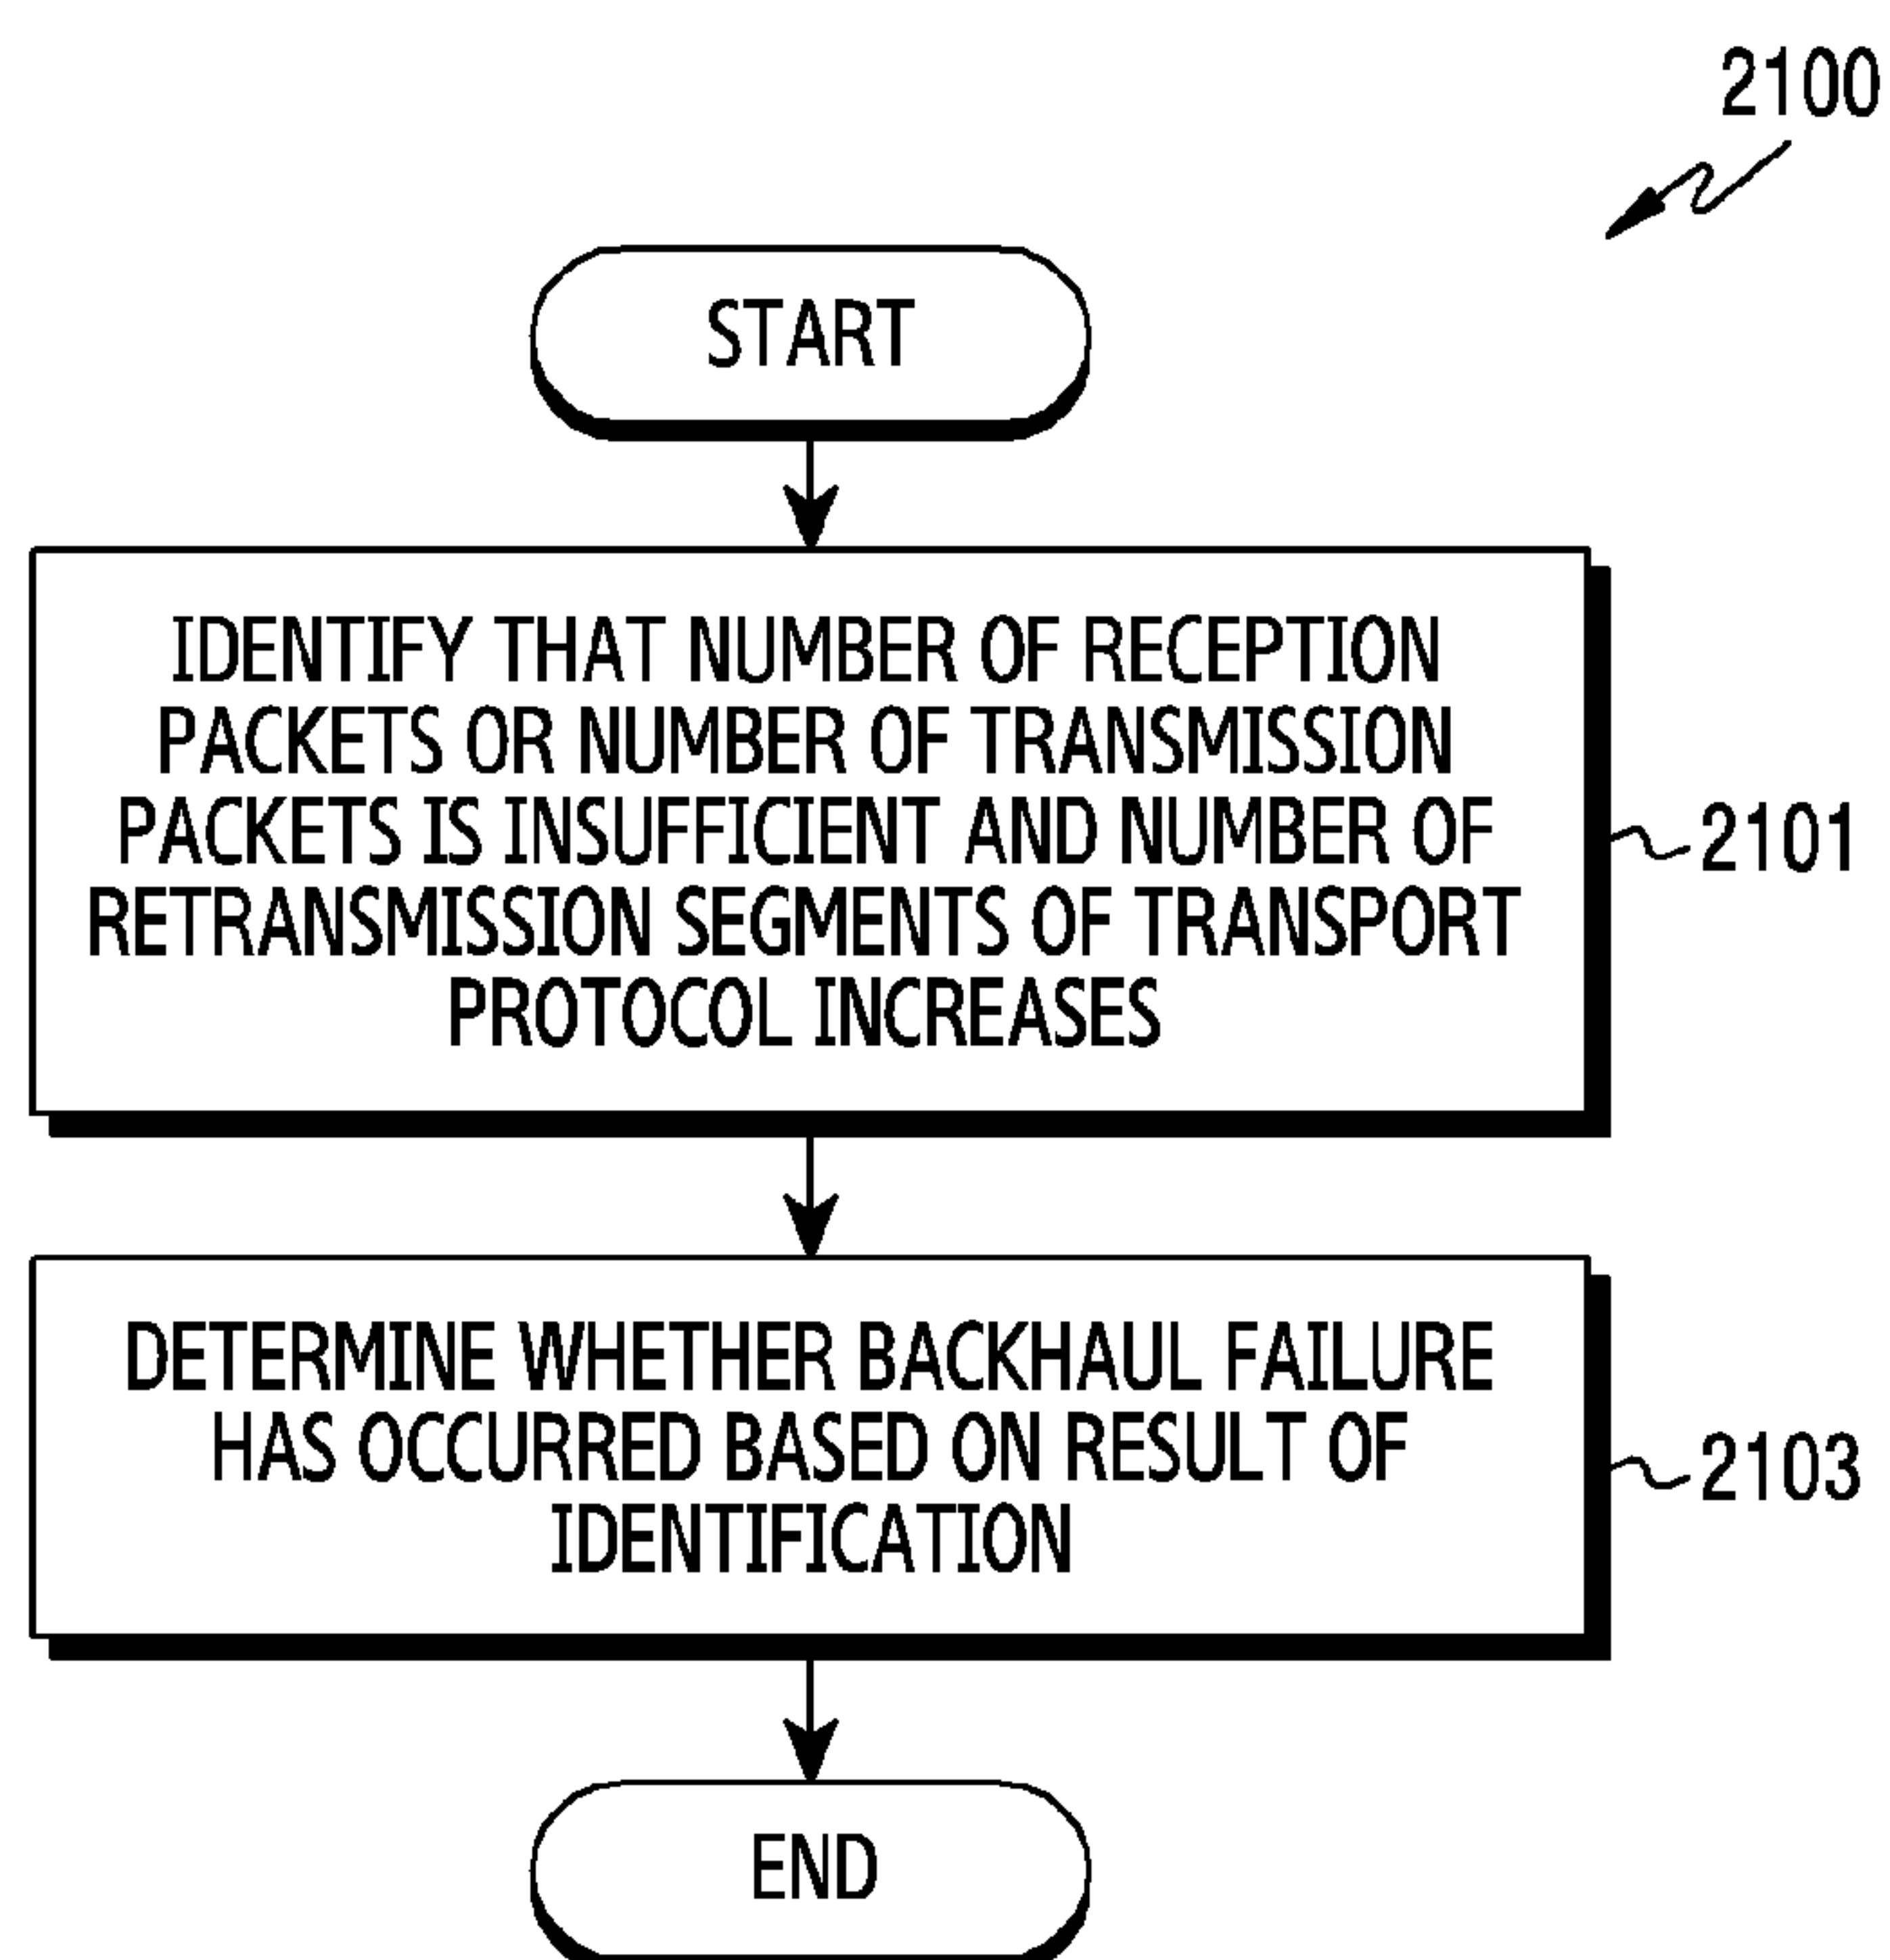 2100
START
IDENTIFY THAT NUMBER OF RECEPTION
PACKETS OR NUMBER OF TRANSMISSION
PACKETS IS INSUFFICIENT AND NUMBER OF
RETRANSMISSION SEGMENTS OF TRANSPORT
PROTOCOL INCREASES
2101
DETERMINE WHETHER BACKHAUL FAILURE
HAS OCCURRED BASED ON RESULT OF
IDENTIFICATION
2103
END